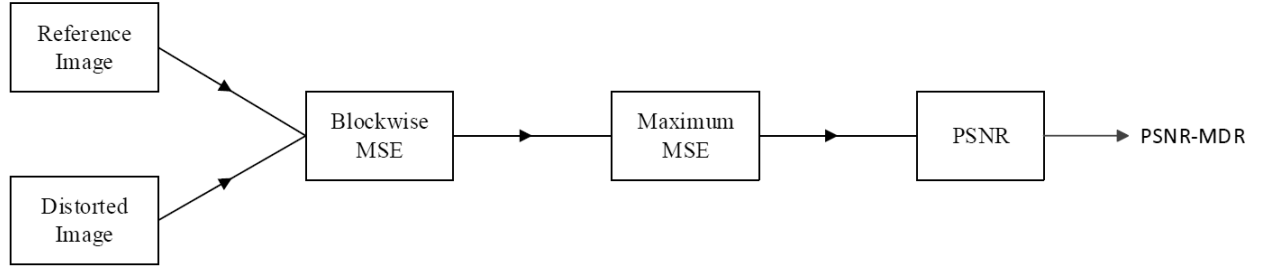 Reference
Image
Distorted
Image
Blockwise
MSE
Maximum
MSE
PSNR
PSNR-MDR